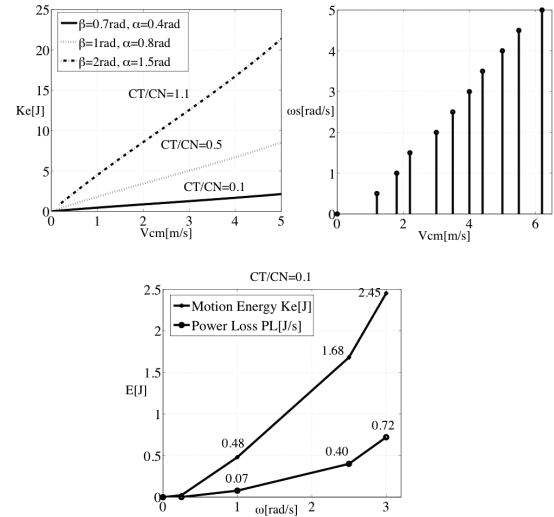 25
20
15
10
5
0
Ke[J]
β=0.7rad, α=0.4rad
β=1rad, α=0.8rad
β=2rad, α=1.5rad
CT/CN=1.1
CT/CN=0.5
CT/CN=0.1
0 1 2 3 4 5
Vcm[m/s]
5
4
3
2
1
0
ωs[rad/s]
0 2 4 6
Vcm[m/s]
CT/CN=0.1
2.5
2
1.5
1
0.5
0
E[J]
Motion Energy Ke[J]
Power Loss PL[J/s]
2.45
1.68
0.72
0.48
0.40
0.07
0 1 2 3
ω[rad/s]